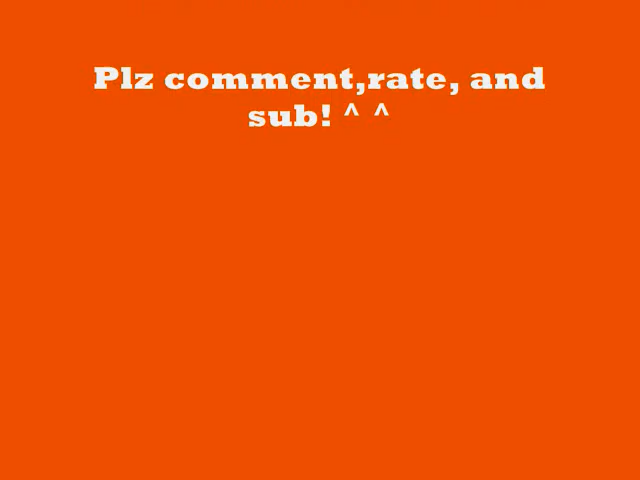 Plz comment,rate, and
sub! ^ ^